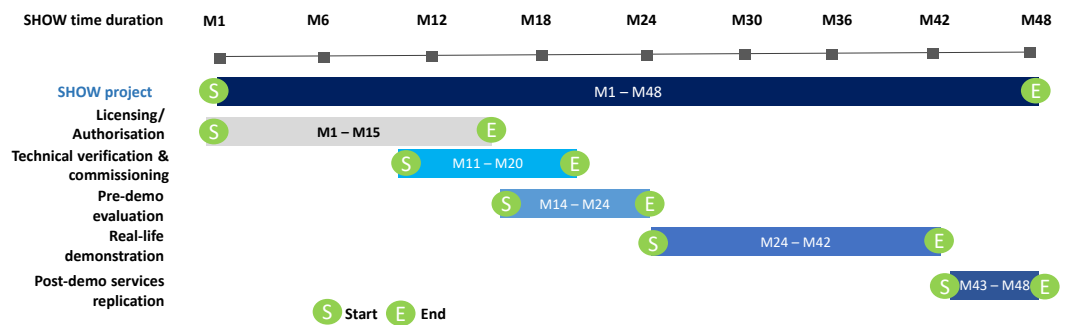 SHOW time duration M1 M6 M12 M18 M24 M30 M36 M42 M48
SHOW project S M1 – M48 E
Licensing/
Authorisation S M1 – M15 E
Technical verification &
commissioning S M11 – M20 E
Pre-demo
evaluation S M14 – M24 E
Real-life
demonstration S M24 – M42 E
Post-demo services
replication S M43 – M48 E
S Start E End